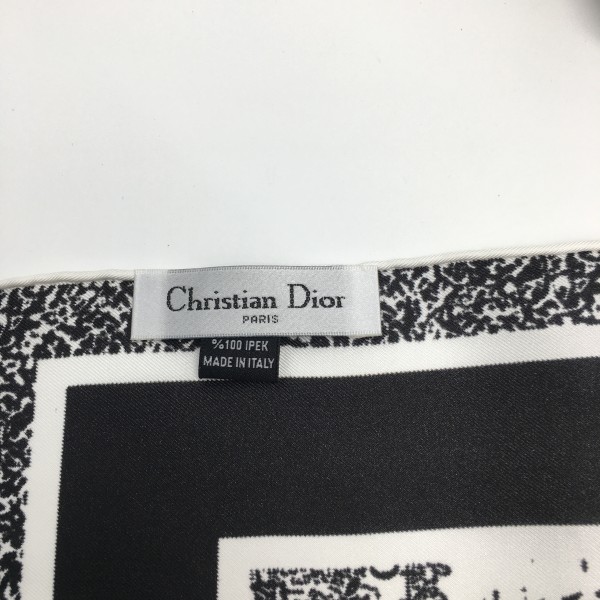 Christian Dior
PARIS
%100 IPEK
MADE IN ITALY